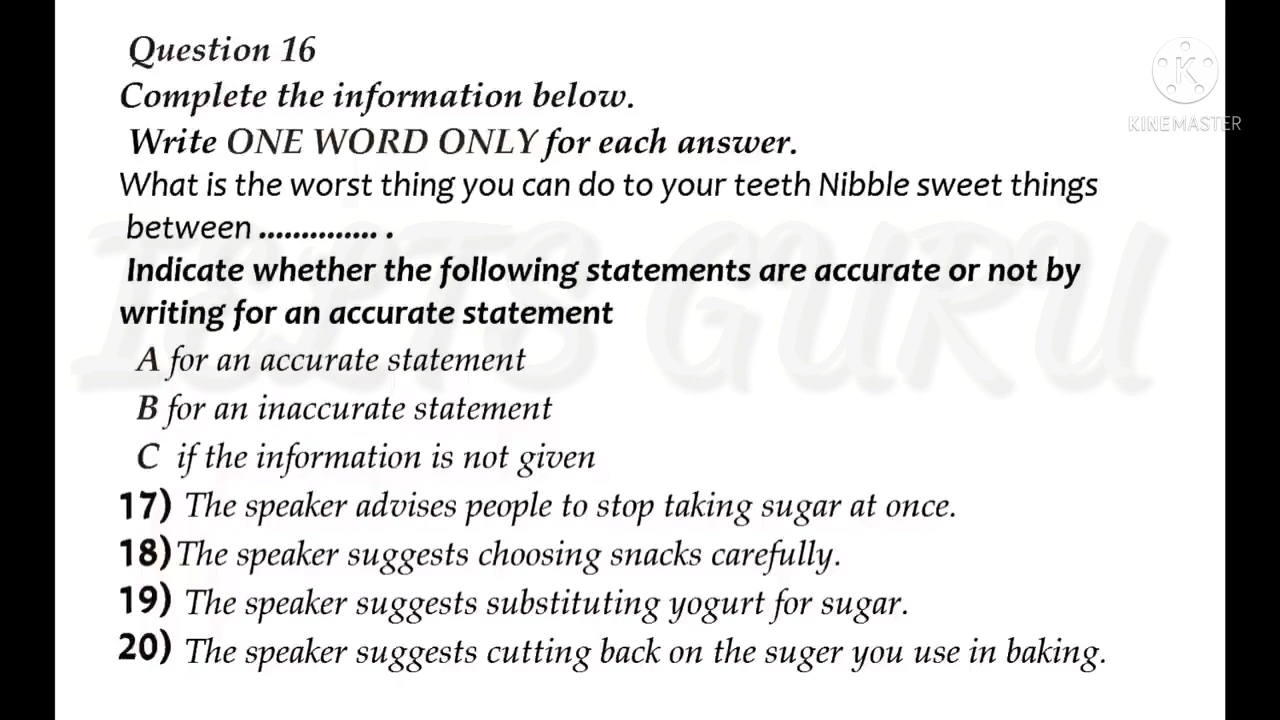 Question 16
Complete the information below.
KINEMASTER
Write ONE WORD ONLY for each answer.
What is the worst thing you can do to your teeth Nibble sweet things
between ............... .
Indicate whether the following statements are accurate or not by
writing for an accurate statement
IELTS GURU
A for an accurate statement
B for an inaccurate statement
C if the information is not given
17) The speaker advises people to stop taking sugar at once.
18) The speaker suggests choosing snacks carefully.
19) The speaker suggests substituting yogurt for sugar.
20) The speaker suggests cutting back on the suger you use in baking.